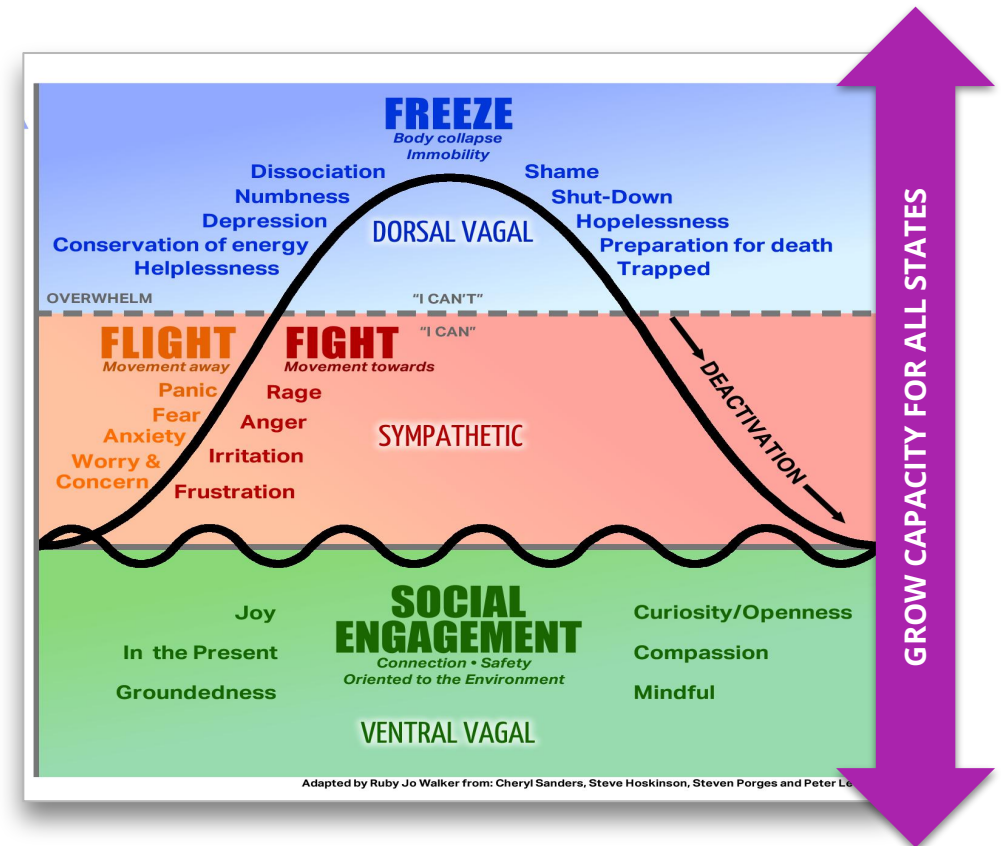 FREEZE
Body collapse
Immobility
Dissociation
Numbness
Depression
Conservation of energy
Helplessness
Shame
Shut-Down
Hopelessness
Preparation for death
Trapped
DORSAL VAGAL
OVERWHELM
“I CAN’T”
“I CAN”
FLIGHT
Movement away
Panic
Fear
Anxiety
Worry &
Concern
FIGHT
Movement towards
Rage
Anger
Irritation
Frustration
SYMPATHETIC
DEACTIVATION
SOCIAL
ENGAGEMENT
Connection • Safety
Oriented to the Environment
Joy
In the Present
Groundedness
Curiosity/Openness
Compassion
Mindful
VENTRAL VAGAL
Adapted by Ruby Jo Walker from: Cheryl Sanders, Steve Hoskinson, Steven Porges and Peter
GROW CAPACITY FOR ALL STATES